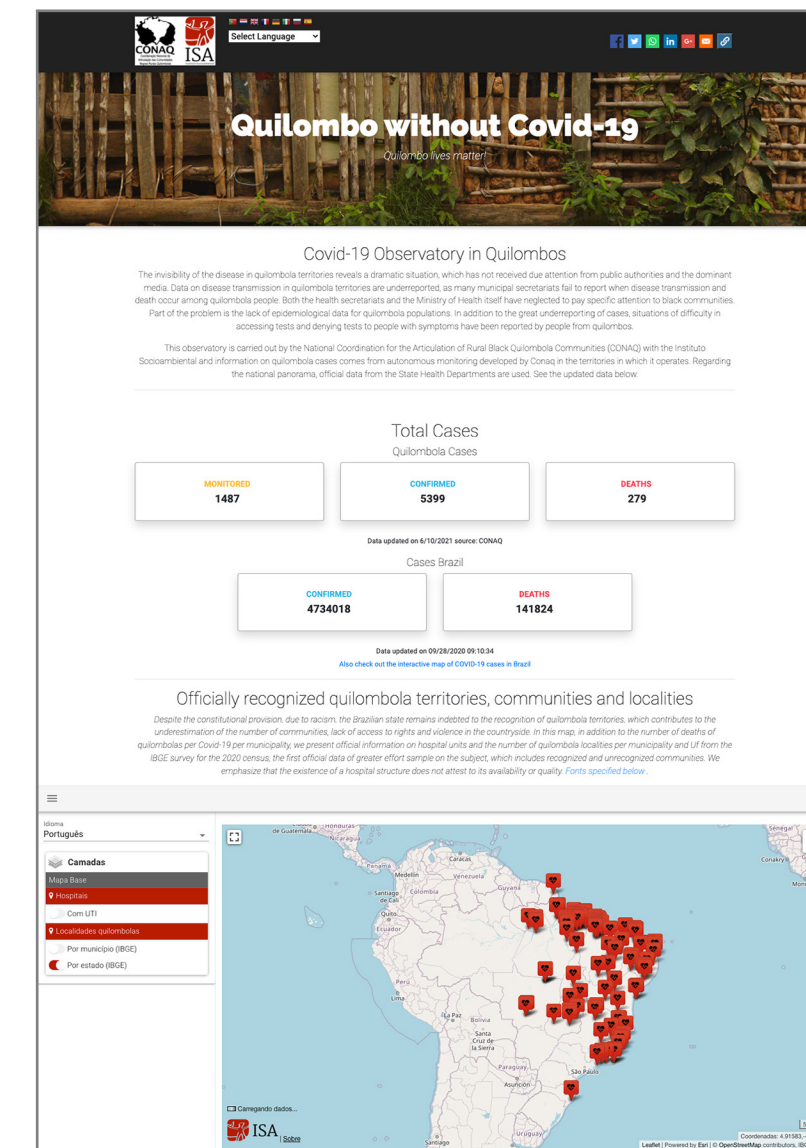 CONAQ
ISA
Select Language
Quilombo without Covid-19
Quilombo lives matter!
Covid-19 Observatory in Quilombos
The invisibility of the disease in quilombola territories reveals a dramatic situation, which has not received due attention from public authorities and the dominant
media. Data on disease transmission in quilombola territories are underreported, as many municipal secretariats fail to report when disease transmission and
death occur among quilombola people. Both the health secretariats and the Ministry of Health itself have neglected to pay specific attention to black communities.
Part of the problem is the lack of epidemiological data for quilombola populations. In addition to the great underreporting of cases, situations of difficulty in
accessing tests and denying tests to people with symptoms have been reported by people from quilombos.
This observatory is carried out by the National Coordination for the Articulation of Rural Black Quilombola Communities (CONAQ) with the Instituto
Socioambiental and information on quilombola cases comes from autonomous monitoring developed by Conaq in the territories in which it operates. Regarding
the national panorama, official data from the State Health Departments are used. See the updated data below.
Total Cases
Quilombola Cases
MONITORED
1487
CONFIRMED
5399
DEATHS
279
Data updated on 6/10/2021 source: CONAQ
Cases Brazil
CONFIRMED
4734018
DEATHS
141824
Data updated on 09/28/2020 09:10:34
Also check out the interactive map of COVID-19 cases in Brazil
Officially recognized quilombola territories, communities and localities
Despite the constitutional provision, due to racism, the Brazilian state remains indebted to the recognition of quilombola territories, which contributes to the
underestimation of the number of communities, lack of access to rights and violence in the countryside. In this map, in addition to the number of deaths of
quilombolas per Covid-19 per municipality, we present official information on hospital units and the number of quilombola localities per municipality and Uf from the
IBGE survey for the 2020 census, the first official data of greater effort sample on the subject, which includes recognized and unrecognized communities. We
emphasize that the existence of a hospital structure does not attest to its availability or quality. Fonts specified below .
Idioma
Português
Camadas
Mapa Base
Hospitais
Com UTI
Localidades quilombolas
Por município (IBGE)
Por estado (IBGE)
Honduras
de Guatemala
Nicaragua
Panamá
Caracas
Medellín
Venezuela
Guyana
Santiago
de Cali
Colombia
Quito
Ecuador
Perú
Lima
La Paz
Bolivia
Santa
Cruz de
la Sierra
Paraguay
São Paulo
Asunción
Uruguay
Santiago
Sénégal
Conakry
Carregando dados...
ISA | Sobre
Coordenadas: 4.91583,
Leaflet | Powered by Esri | © OpenStreetMap contributors,